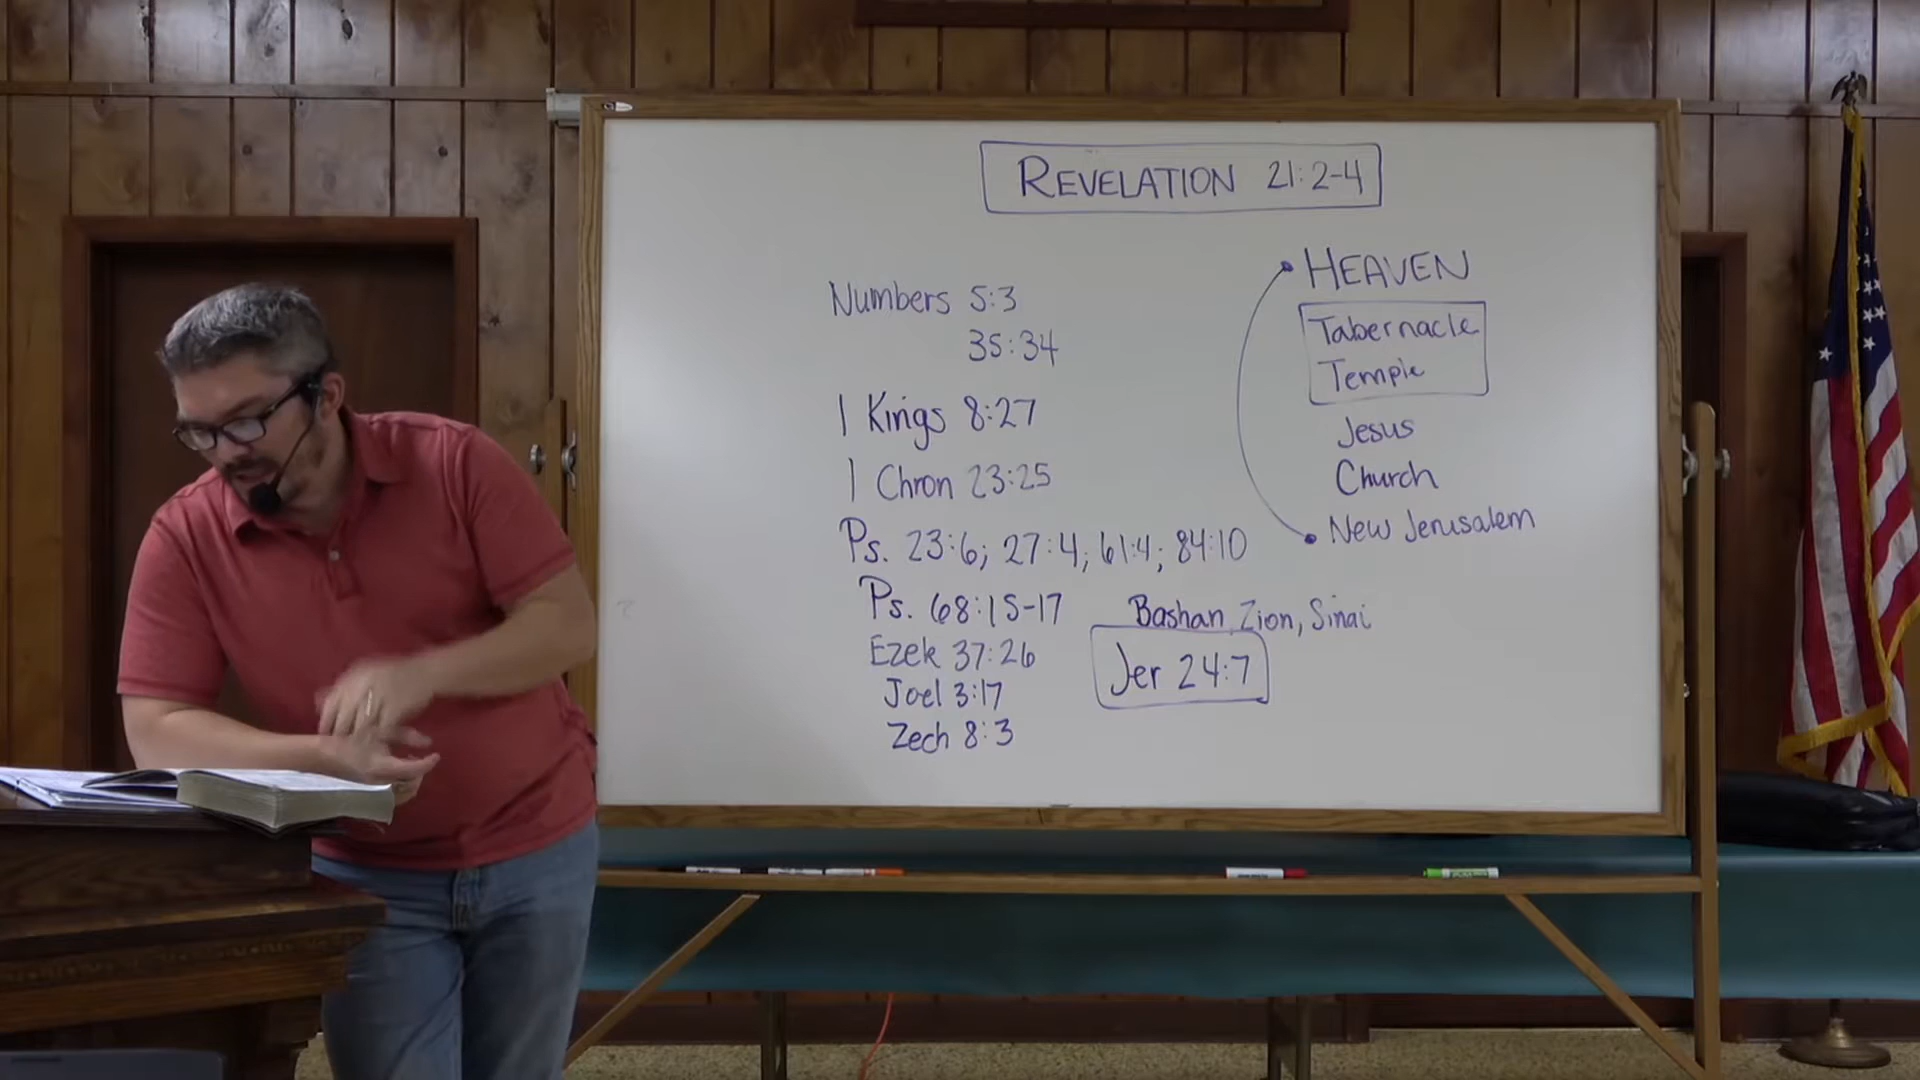 REVELATION 21:2-4
Numbers 5:3
35:34
1 Kings 8:27
1 Chron 23:25
Ps. 23:6; 27:4; 61:4; 84:10
Ps. 68:15-17
Ezek 37:26
Joel 3:17
Zech 8:3
HEAVEN
Tabernacle
Temple
Jesus
Church
New Jerusalem
Bashan, Zion, Sinai
Jer 24:7